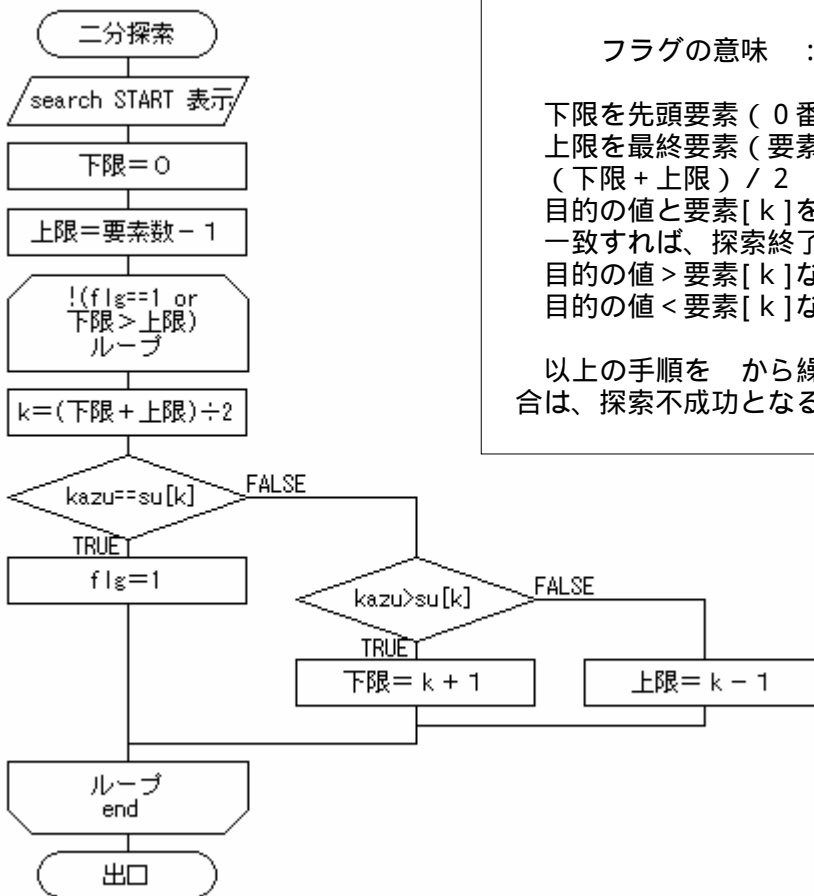 二分探索
search START 表示
下限＝0
上限＝要素数－1
!(flg==1 or
下限＞上限)
ループ
k＝(下限＋上限)÷2
kazu==su[k]
FALSE
TRUE
flg＝1
kazu>su[k]
FALSE
TRUE
下限＝ k + 1
上限＝ k － 1
ループ
end
出口
フラグの意味　：
下限を先頭要素（０番
上限を最終要素（要素
（下限＋上限）／２
目的の値と要素[ｋ]を
一致すれば、探索終了
目的の値＞要素[ｋ]な
目的の値＜要素[ｋ]な
以上の手順を　から繰
合は、探索不成功となる